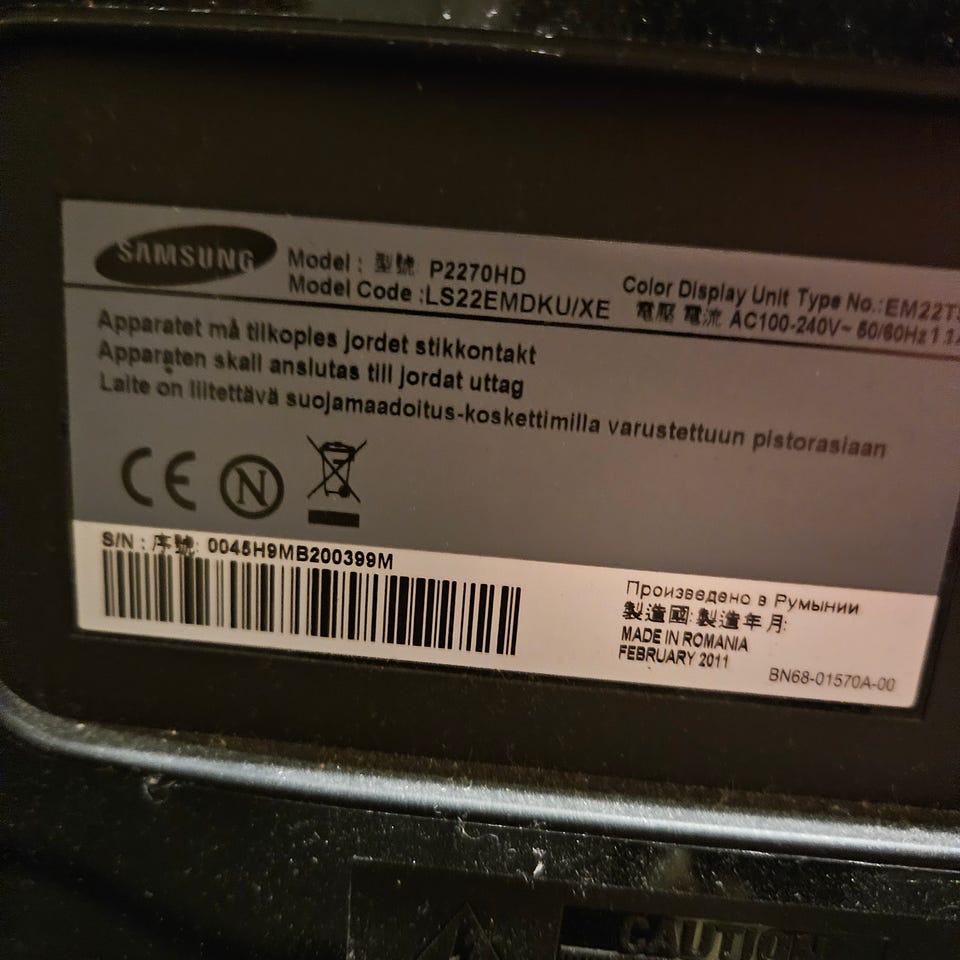 SAMSUNG
Model : 型號 P2270HD
Model Code :LS22EMDKU/XE
Color Display Unit Type No.:EM22T
電壓 電流 AC100-240V~ 50/60Hz 1.1A
Apparatet må tilkoples jordet stikkontakt
Apparaten skall anslutas till jordat uttag
Laite on liitettävä suojamaadoitus-koskettimilla varustettuun pistorasiaan
CE N
S/N : 序號: 0045H9MB200399M
Произведено в Румынии
製造國: 製造年月:
MADE IN ROMANIA
FEBRUARY 2011
BN68-01570A-00
CAUTION